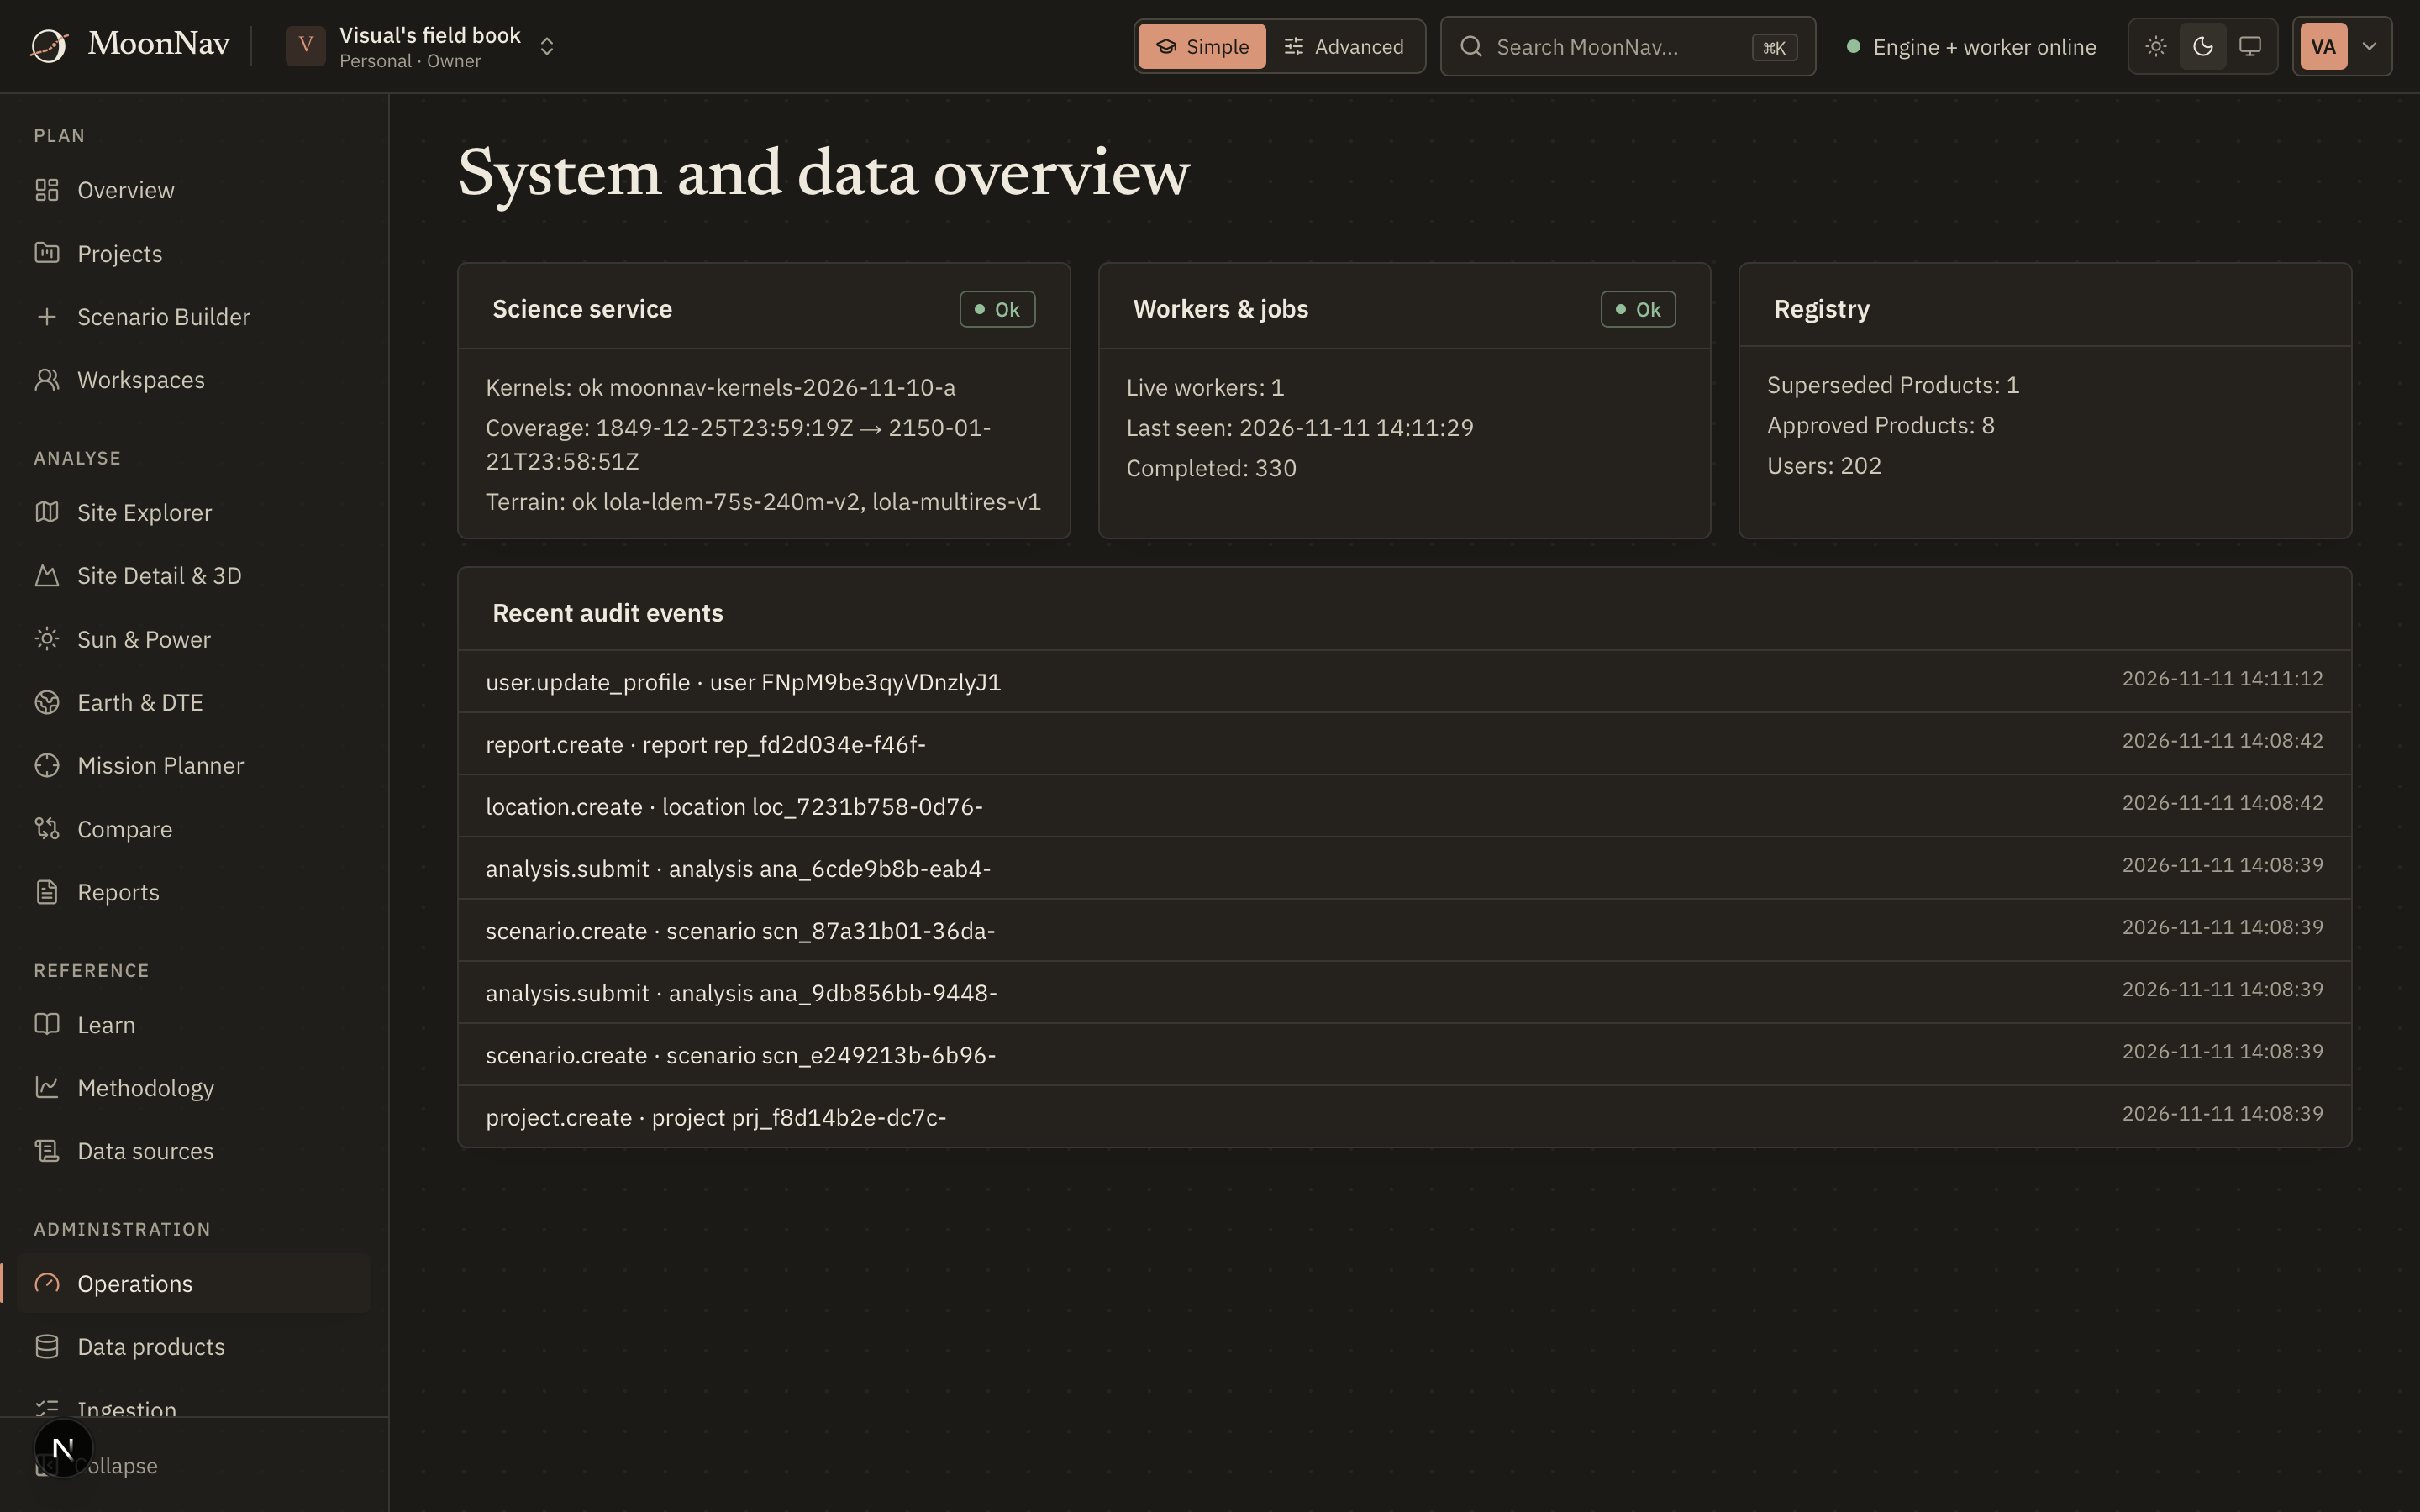 MoonNav
V
Visual's field book
Personal · Owner
Simple
Advanced
Search MoonNav...
⌘K
Engine + worker online
VA
PLAN
Overview
Projects
Scenario Builder
Workspaces
ANALYSE
Site Explorer
Site Detail & 3D
Sun & Power
Earth & DTE
Mission Planner
Compare
Reports
REFERENCE
Learn
Methodology
Data sources
ADMINISTRATION
Operations
Data products
Ingestion
N
ollapse
System and data overview
Science service
Ok
Kernels: ok moonnav-kernels-2026-11-10-a
Coverage: 1849-12-25T23:59:19Z → 2150-01-
21T23:58:51Z
Terrain: ok lola-ldem-75s-240m-v2, lola-multires-v1
Workers & jobs
Ok
Live workers: 1
Last seen: 2026-11-11 14:11:29
Completed: 330
Registry
Superseded Products: 1
Approved Products: 8
Users: 202
Recent audit events
user.update_profile · user FNpM9be3qyVDnzlyJ1 2026-11-11 14:11:12
report.create · report rep_fd2d034e-f46f- 2026-11-11 14:08:42
location.create · location loc_7231b758-0d76- 2026-11-11 14:08:42
analysis.submit · analysis ana_6cde9b8b-eab4- 2026-11-11 14:08:39
scenario.create · scenario scn_87a31b01-36da- 2026-11-11 14:08:39
analysis.submit · analysis ana_9db856bb-9448- 2026-11-11 14:08:39
scenario.create · scenario scn_e249213b-6b96- 2026-11-11 14:08:39
project.create · project prj_f8d14b2e-dc7c- 2026-11-11 14:08:39